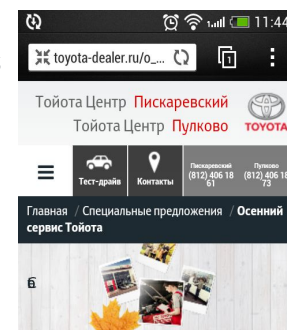 11:44
toyota-dealer.ru/o_...
1
Тойота Центр Пискаревский
Тойота Центр Пулково
TOYOTA
Тест-драйв
Контакты
Пискаревский
(812) 406 18
61
Пулково
(812) 406 18
73
Главная / Специальные предложения / Осенний
сервис Тойота